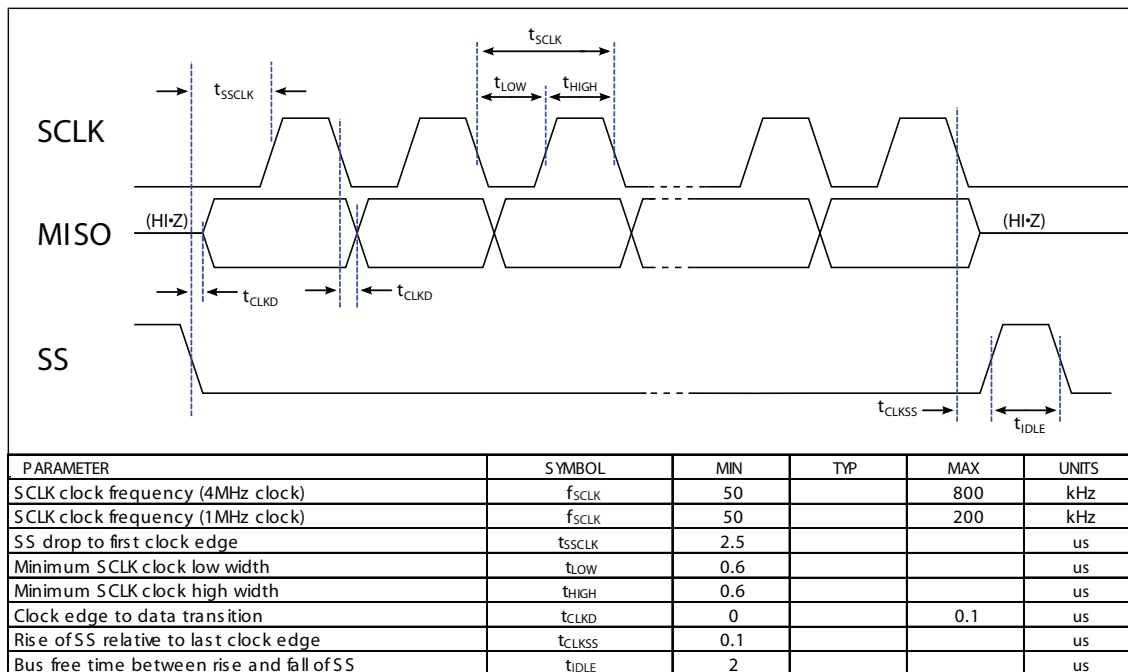 tSCLK
tLOW tHIGH
tSSCLK
SCLK
(HI•Z) (HI•Z)
MISO
tCLKD tCLKD
SS
tCLKSS
tIDLE
PARAMETER SYMBOL MIN TYP MAX UNITS
SCLK clock frequency (4MHz clock) fSCLK 50 800 kHz
SCLK clock frequency (1MHz clock) fSCLK 50 200 kHz
SS drop to first clock edge tSSCLK 2.5 us
Minimum SCLK clock low width tLOW 0.6 us
Minimum SCLK clock high width tHIGH 0.6 us
Clock edge to data transition tCLKD 0 0.1 us
Rise of SS relative to last clock edge tCLKSS 0.1 us
Bus free time between rise and fall of SS tIDLE 2 us